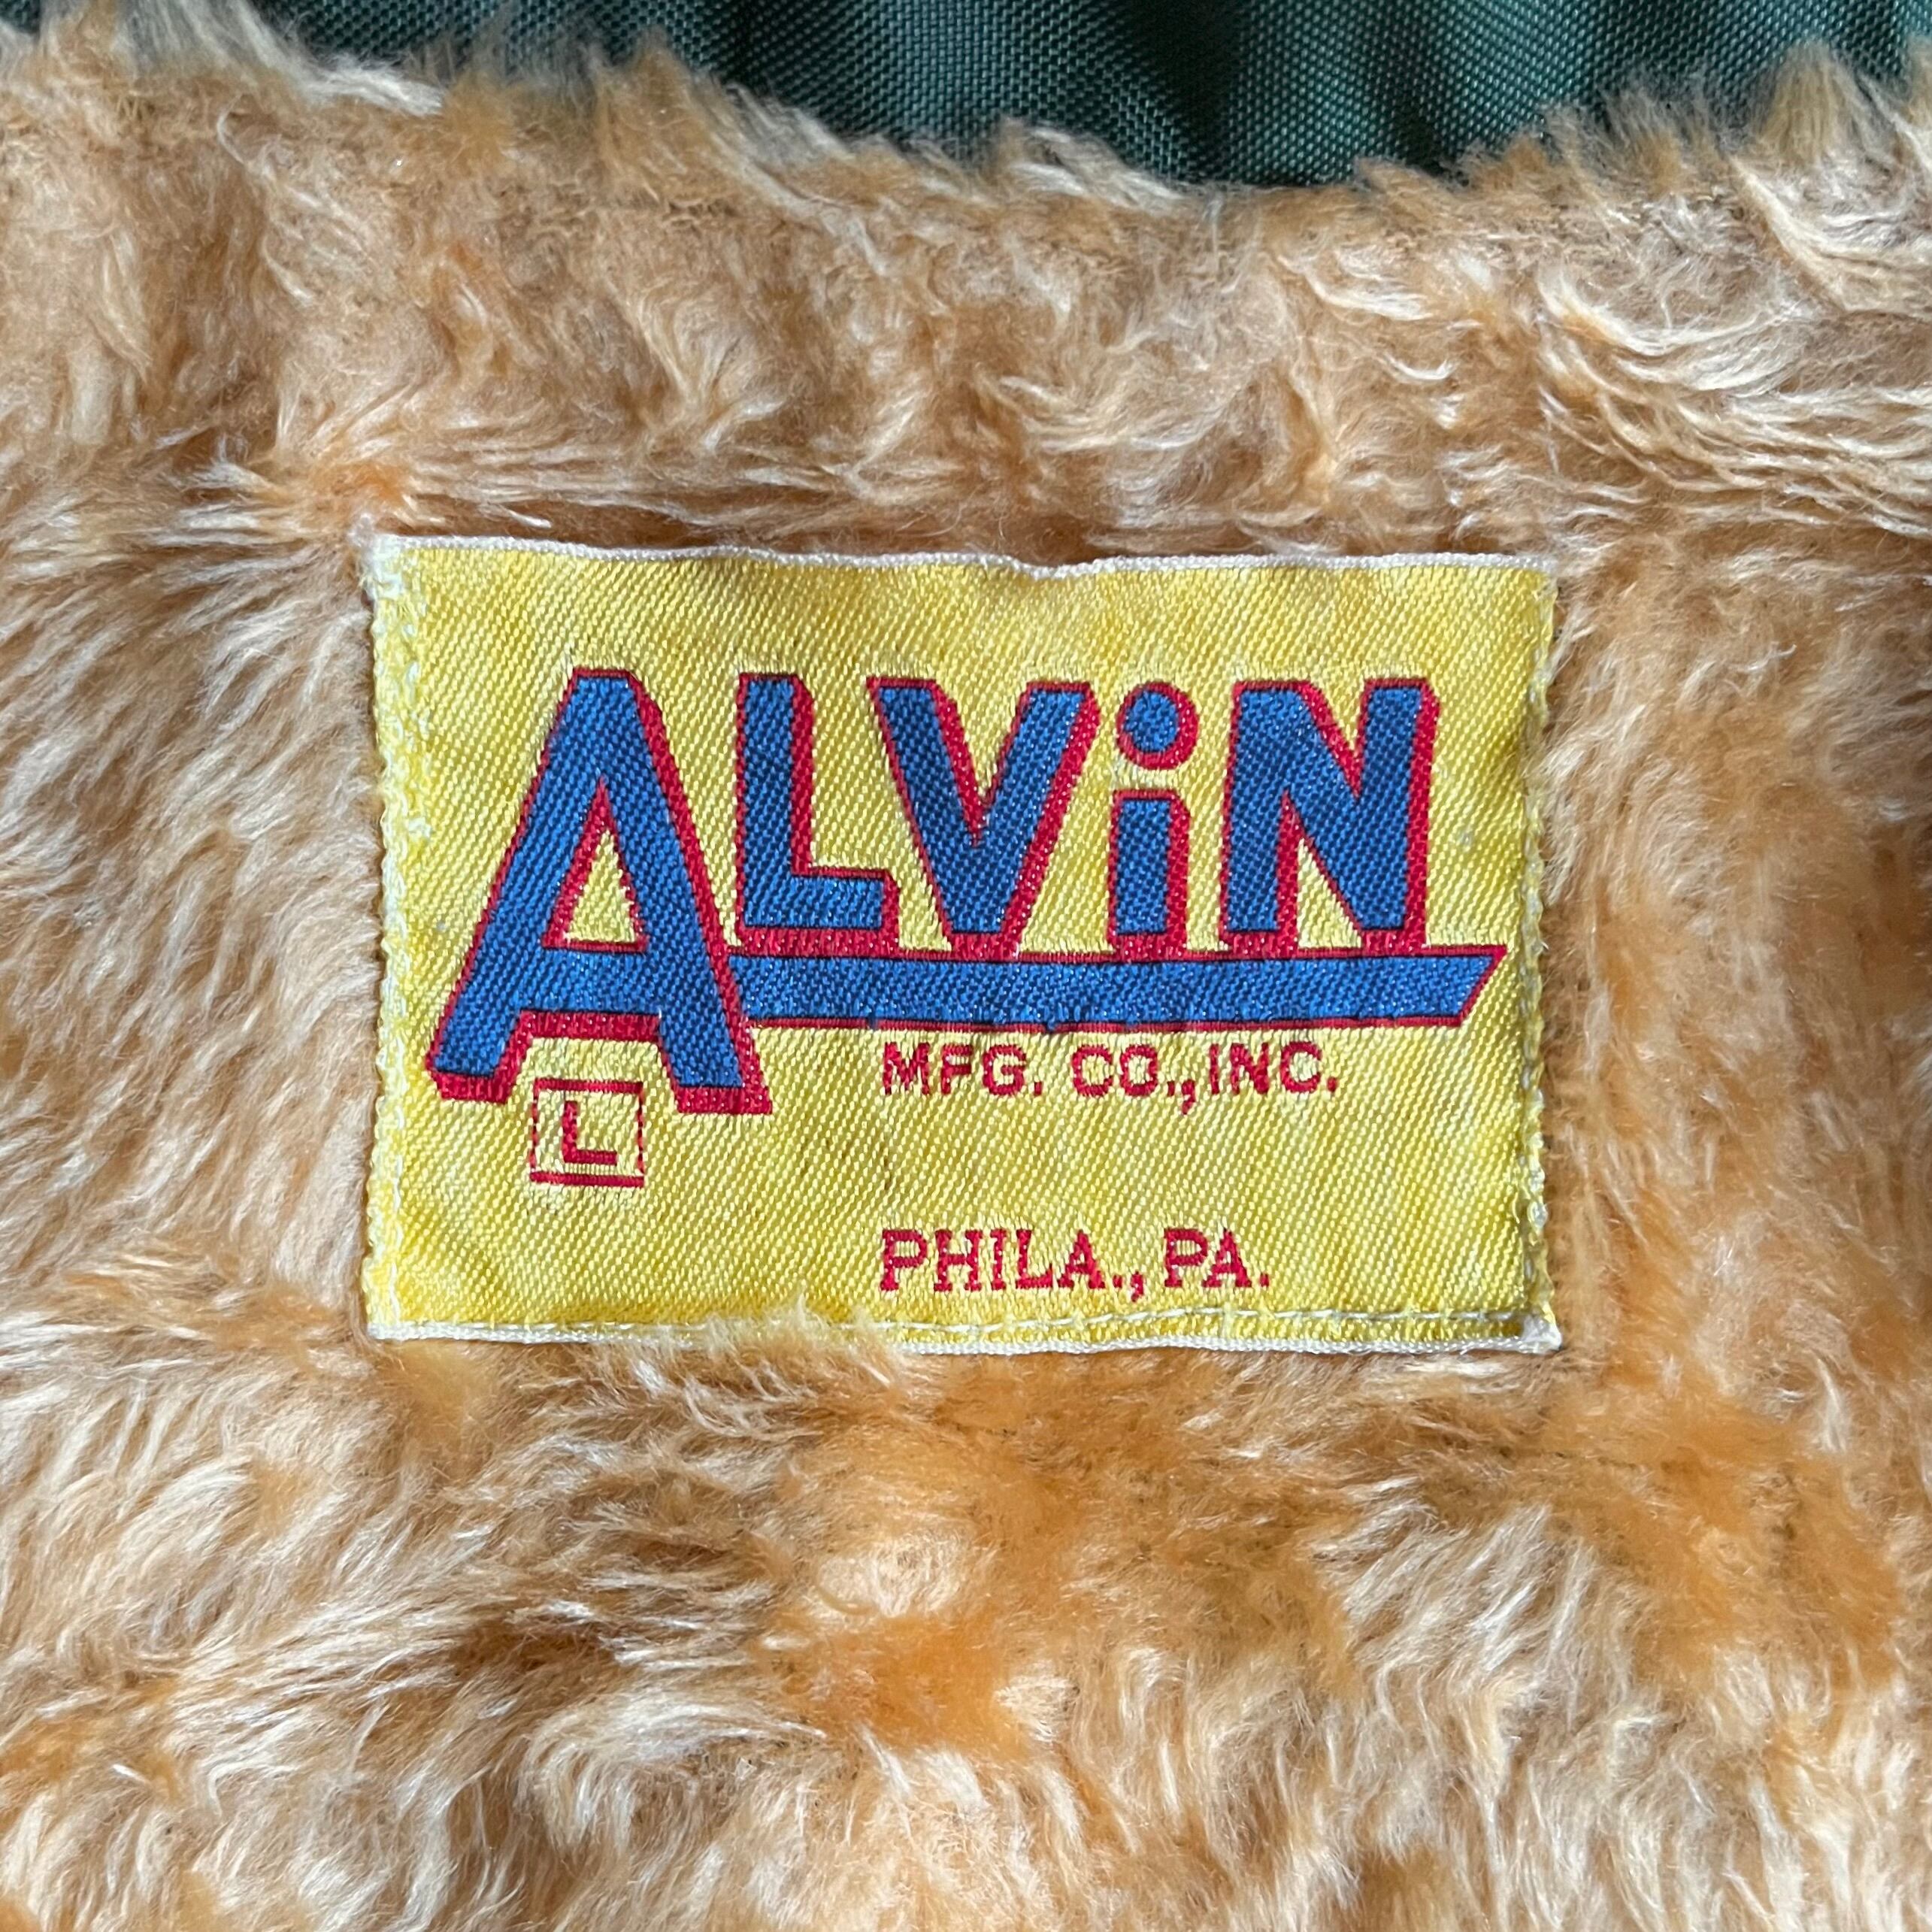 ALViN
MFG. CO., INC.
L
PHILA., PA.